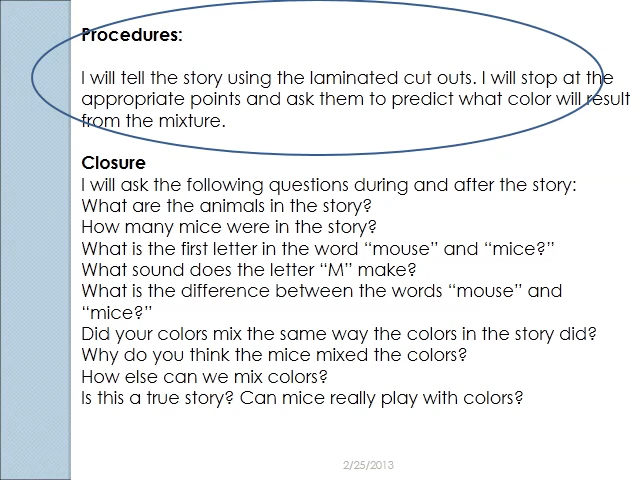 Procedures:
I will tell the story using the laminated cut outs. I will stop at the
appropriate points and ask them to predict what color will result
from the mixture.
Closure
I will ask the following questions during and after the story:
What are the animals in the story?
How many mice were in the story?
What is the first letter in the word “mouse” and “mice?”
What sound does the letter “M” make?
What is the difference between the words “mouse” and
“mice?”
Did your colors mix the same way the colors in the story did?
Why do you think the mice mixed the colors?
How else can we mix colors?
Is this a true story? Can mice really play with colors?
2/25/2013